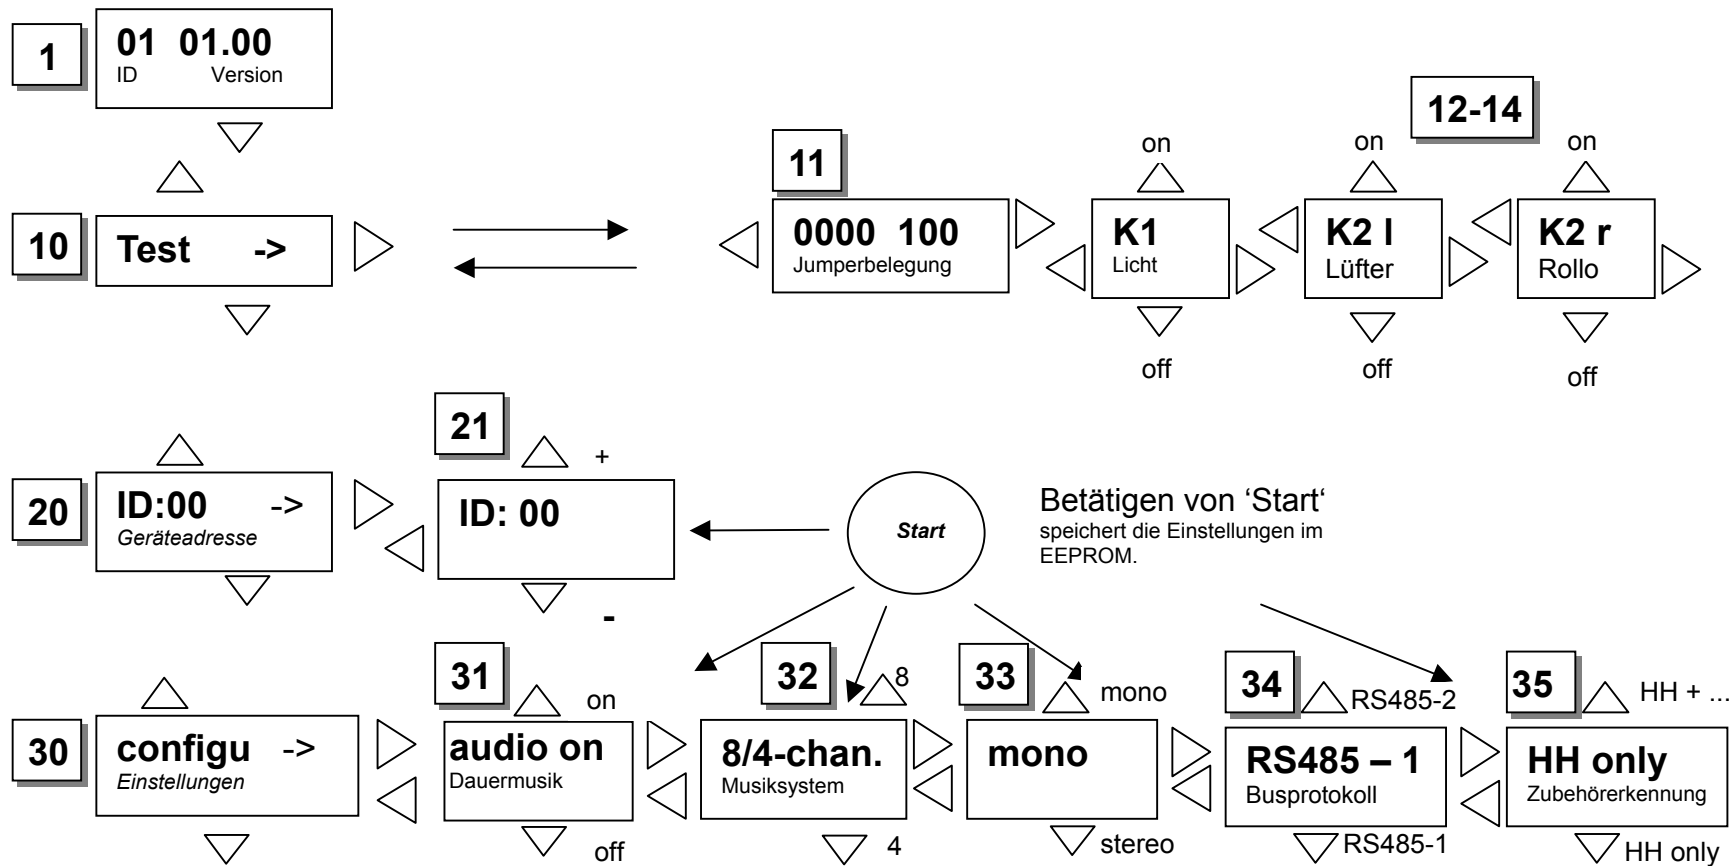 1
01 01.00
ID Version
10
Test ->
11
0000 100
Jumperbelegung
12-14
on
K1
Licht
off
on
K2 l
Lüfter
off
on
K2 r
Rollo
off
20
ID:00 ->
Geräteadresse
21
+
ID: 00
-
Start
Betätigen von ‘Start‘
speichert die Einstellungen im
EEPROM.
30
configu ->
Einstellungen
31
on
audio on
Dauermusik
off
32
8
8/4-chan.
Musiksystem
4
33
mono
mono
stereo
34
RS485-2
RS485 – 1
Busprotokoll
RS485-1
35
HH + ...
HH only
Zubehörerkennung
HH only